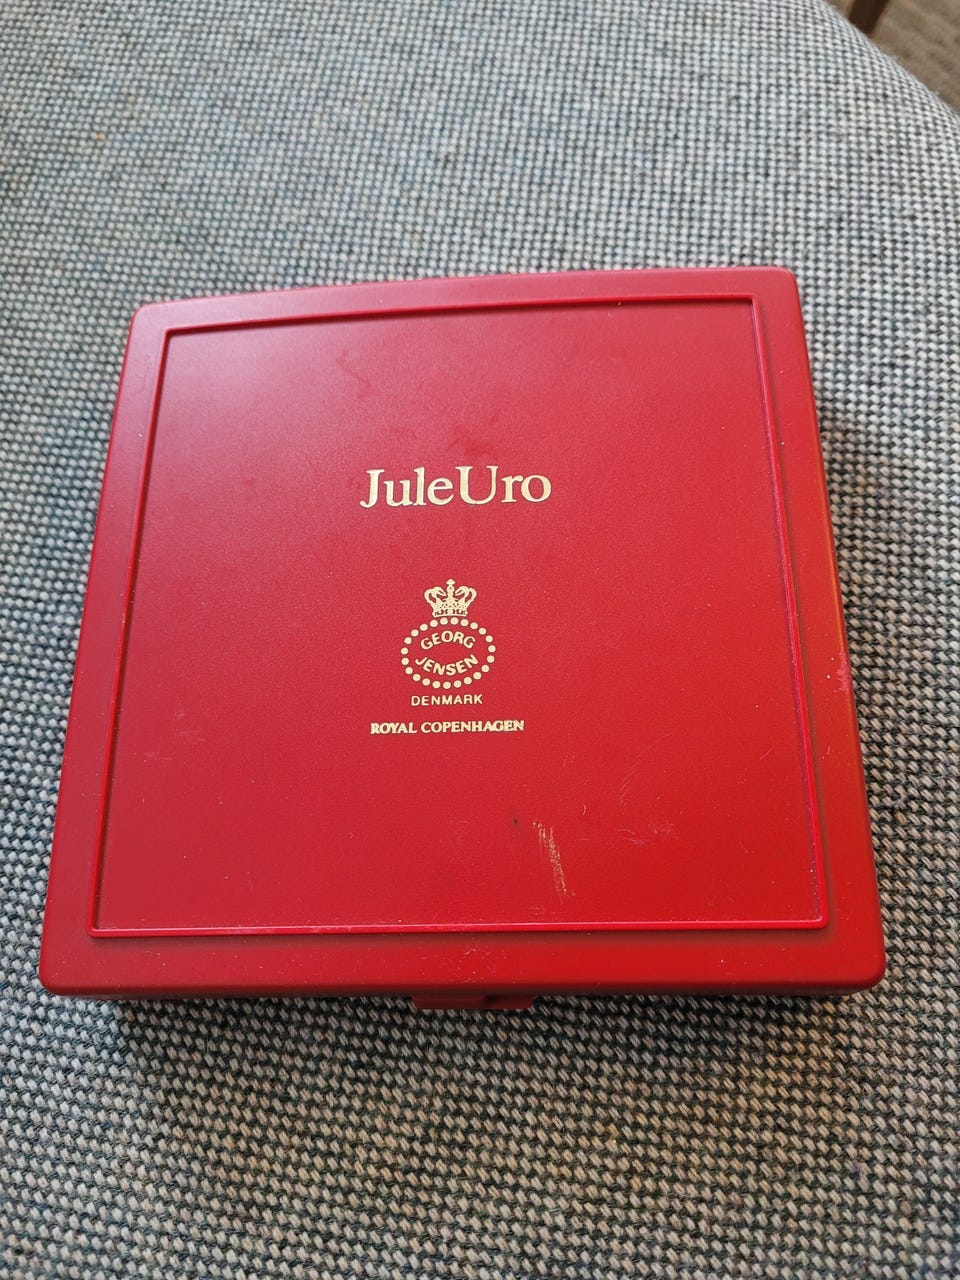 JuleUro
GEORG
JENSEN
DENMARK
ROYAL COPENHAGEN